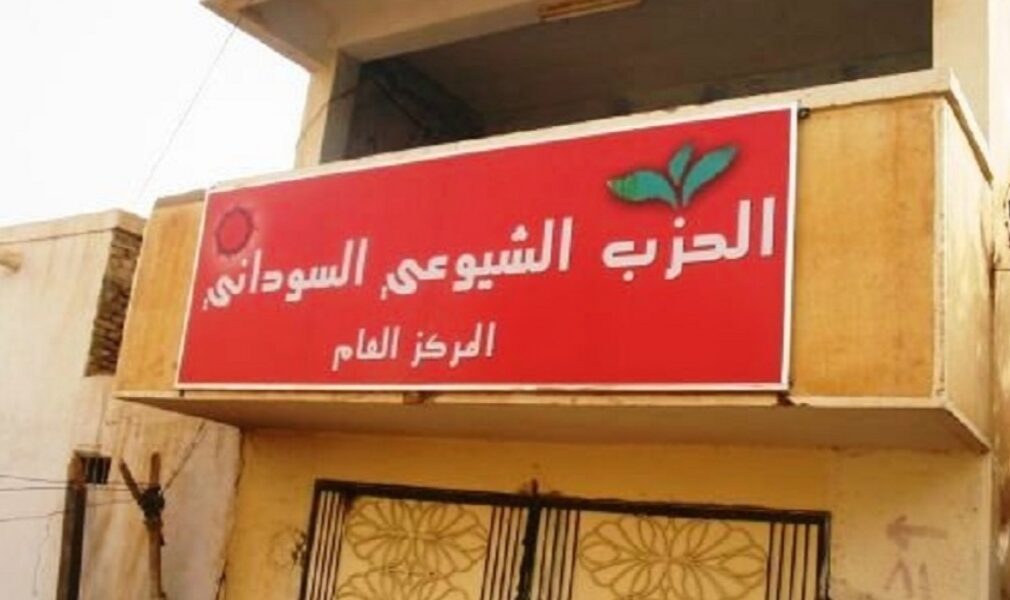 الحزب الشيوعي السوداني
المركز العام